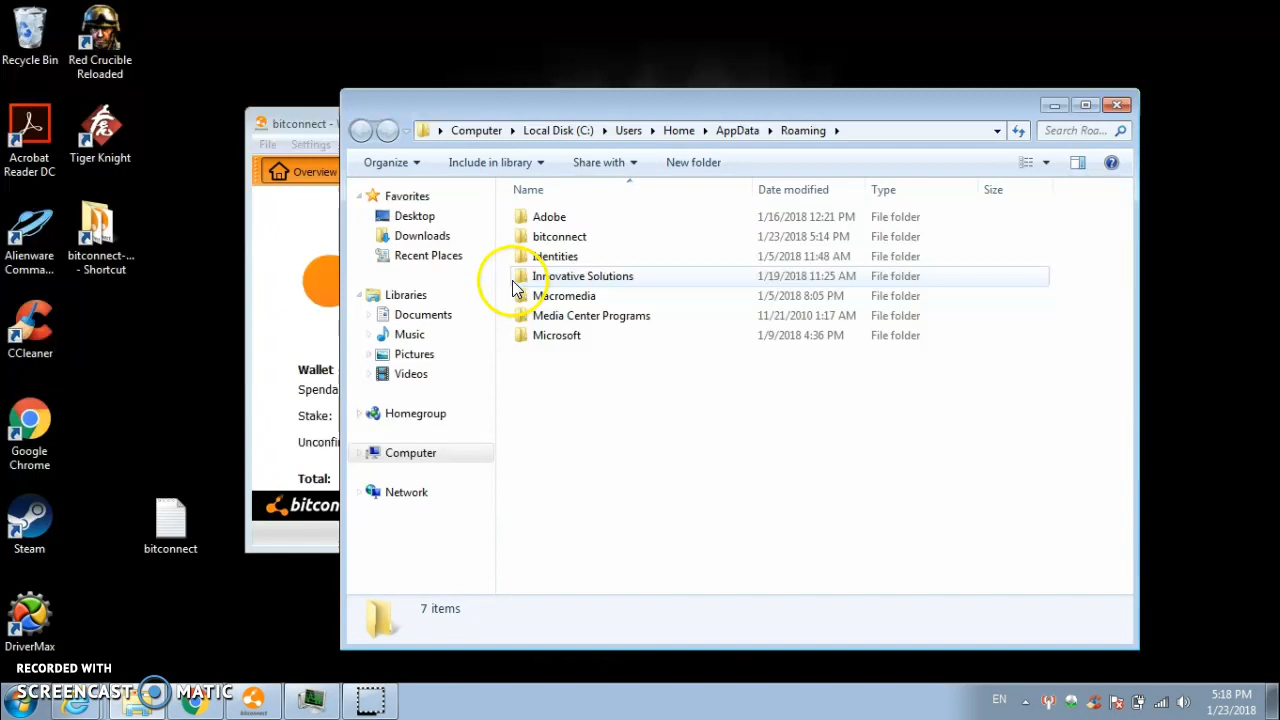 Recycle Bin
Red Crucible
Reloaded
Acrobat
Reader DC
Tiger Knight
Alienware
Comma...
bitconnect-...
- Shortcut
CCleaner
Google
Chrome
Steam
bitconnect
DriverMax
RECORDED WITH
SCREENCAST MATIC
bitconnect -
File Settings
Overview
Wallet
Spenda
Stake:
Unconfi
Total:
bitcon
Computer Local Disk (C:) Users Home AppData Roaming
Search Roa...
Organize Include in library Share with New folder
Favorites
Desktop
Downloads
Recent Places
Libraries
Documents
Music
Pictures
Videos
Homegroup
Computer
Network
Name Date modified Type Size
Adobe 1/16/2018 12:21 PM File folder
bitconnect 1/23/2018 5:14 PM File folder
Identities 1/5/2018 11:48 AM File folder
Innovative Solutions 1/19/2018 11:25 AM File folder
Macromedia 1/5/2018 8:05 PM File folder
Media Center Programs 11/21/2010 1:17 AM File folder
Microsoft 1/9/2018 4:36 PM File folder
7 items
bitconnect
EN
5:18 PM
1/23/2018